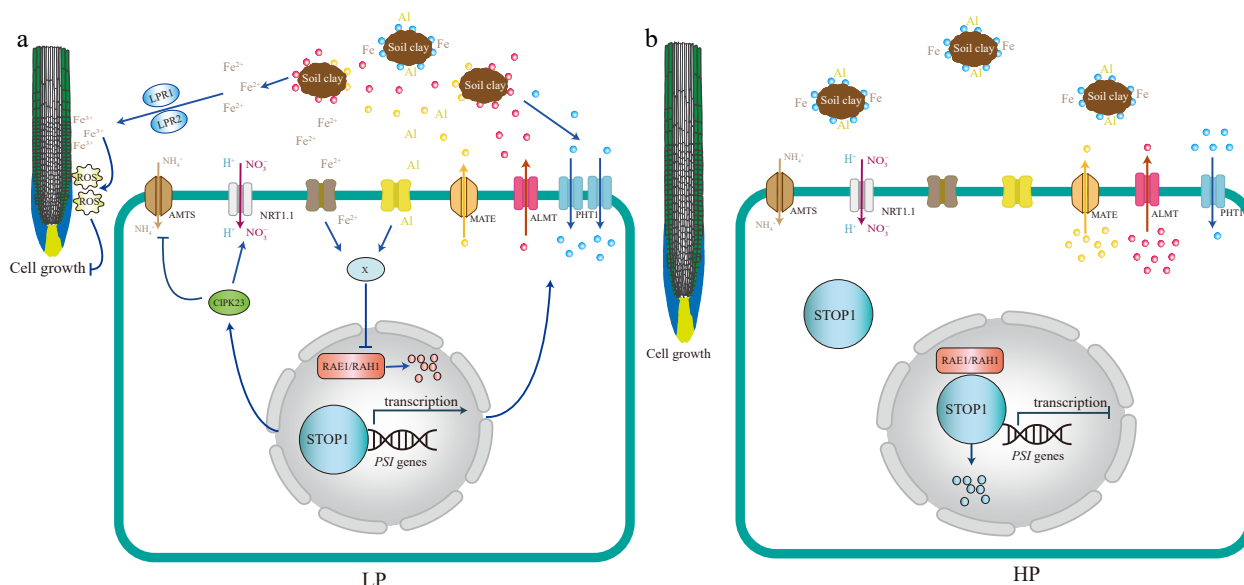 a
Al
Fe
Soil clay
Fe
Al
Soil clay
Soil clay
Fe²⁺
Fe²⁺
Fe²⁺
LPR1
LPR2
Fe³⁺
Fe³⁺
Fe³⁺
Fe²⁺
Fe²⁺
Al
Al
ROS
ROS
NH₄⁺
H⁺
NO₃⁻
Fe²⁺
Al
AMTS
NRT1.1
MATE
ALMT
PHT1
NH₄⁺
H⁺
NO₃⁻
Fe²⁺
Al
Cell growth
X
CIPK23
RAE1/RAH1
transcription
STOP1
PSI genes
LP
b
Al
Fe
Soil clay
Fe
Al
Fe
Soil clay
Fe
Al
Al
Fe
Soil clay
Fe
Al
NH₄⁺
H⁺
NO₃⁻
AMTS
NRT1.1
MATE
ALMT
PHT1
NH₄⁺
H⁺
NO₃⁻
STOP1
Cell growth
RAE1/RAH1
STOP1
transcription
PSI genes
HP